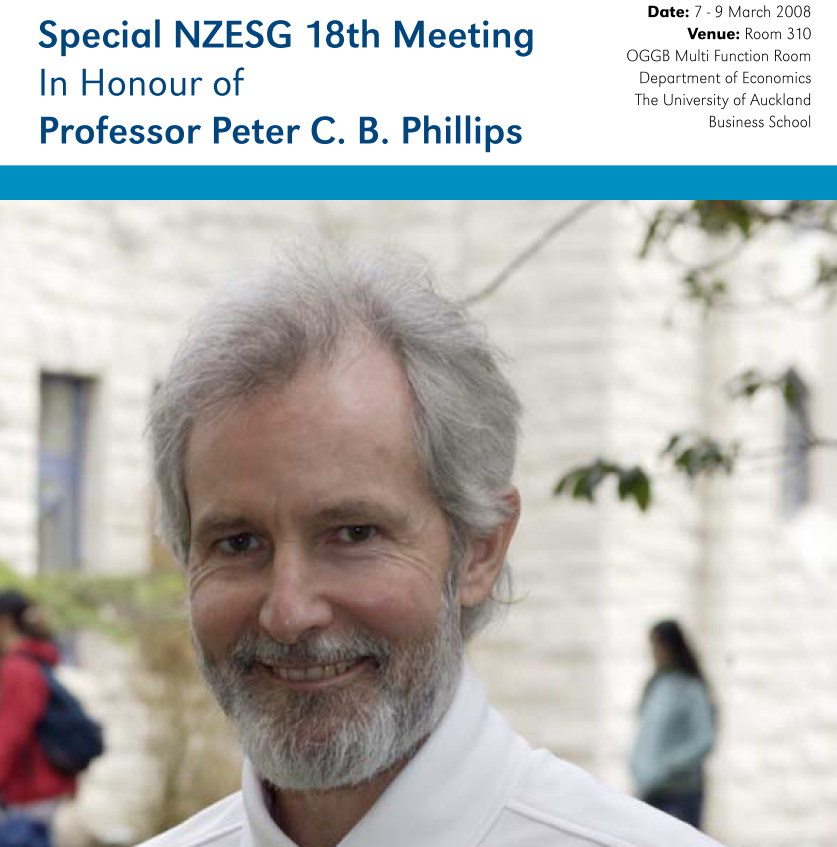 Special NZESG 18th Meeting
In Honour of
Professor Peter C. B. Phillips
Date: 7 - 9 March 2008
Venue: Room 310
OGGB Multi Function Room
Department of Economics
The University of Auckland
Business School